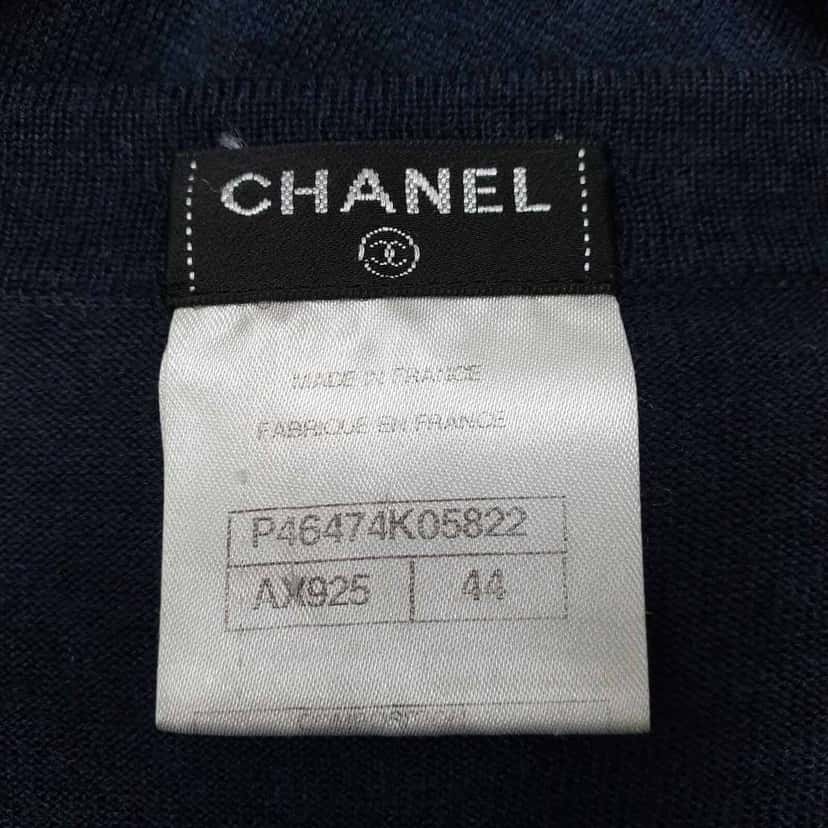 CHANEL
MADE IN FRANCE
FABRIQUE EN FRANCE
P46474K05822
AX925 44